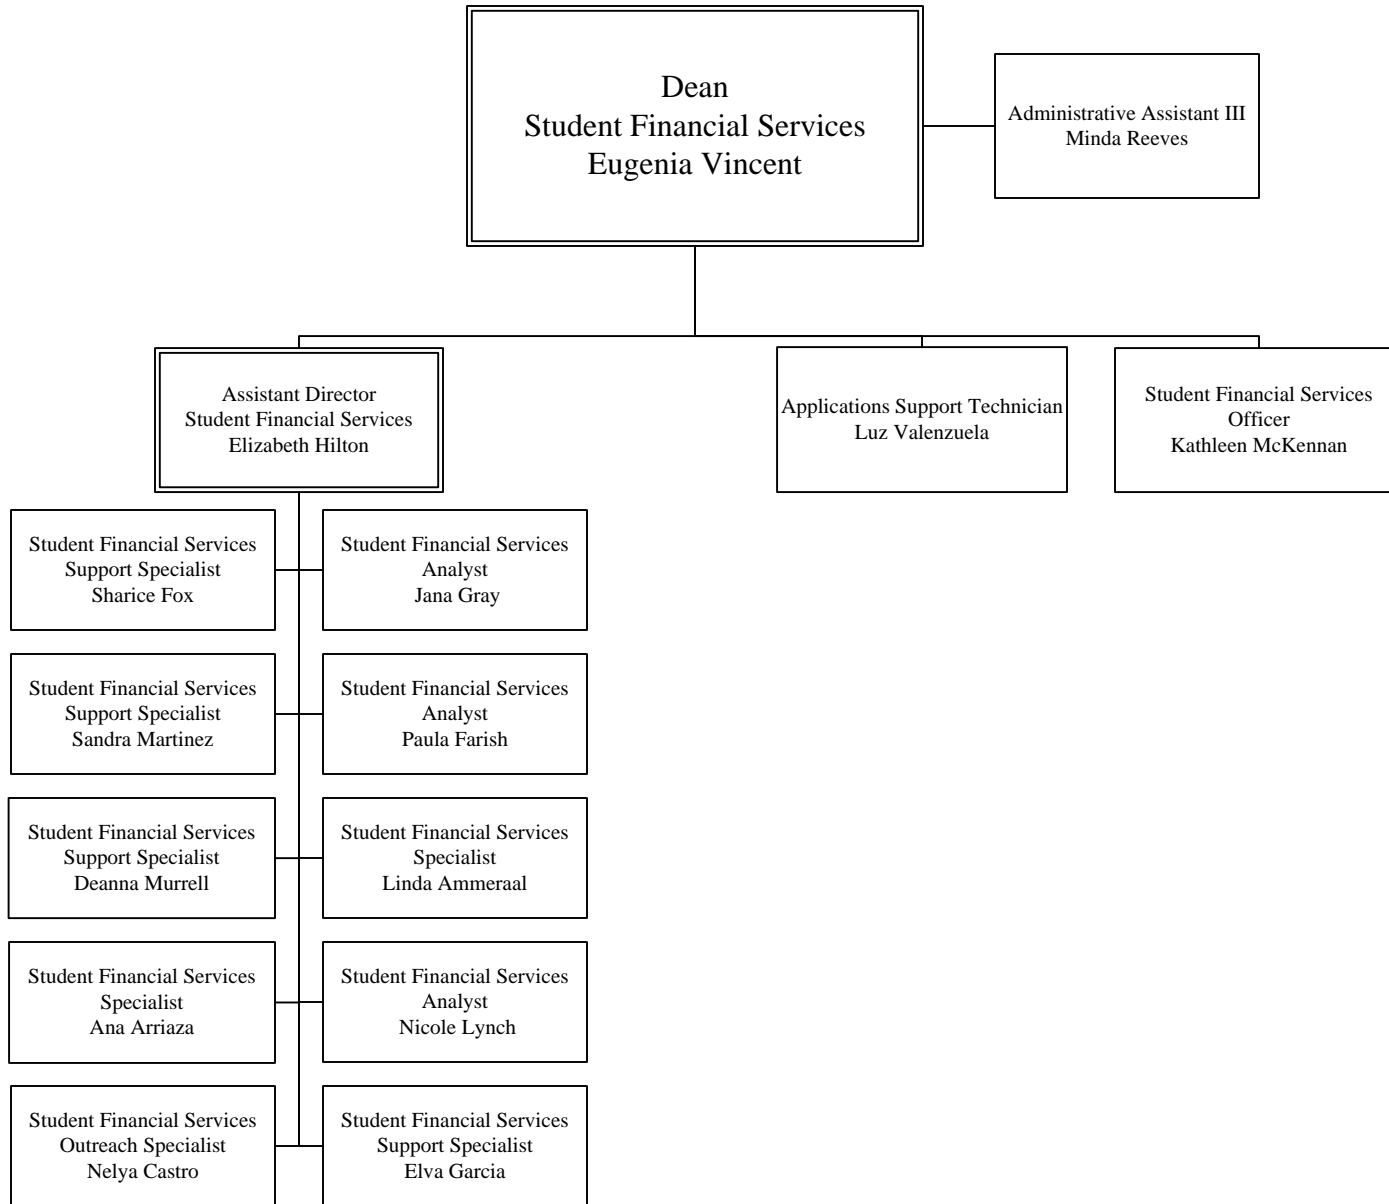 Dean
Student Financial Services
Eugenia Vincent
Administrative Assistant III
Minda Reeves
Assistant Director
Student Financial Services
Elizabeth Hilton
Applications Support Technician
Luz Valenzuela
Student Financial Services
Officer
Kathleen McKennan
Student Financial Services
Support Specialist
Sharice Fox
Student Financial Services
Analyst
Jana Gray
Student Financial Services
Support Specialist
Sandra Martinez
Student Financial Services
Analyst
Paula Farish
Student Financial Services
Support Specialist
Deanna Murrell
Student Financial Services
Specialist
Linda Ammeraal
Student Financial Services
Specialist
Ana Arriaza
Student Financial Services
Analyst
Nicole Lynch
Student Financial Services
Outreach Specialist
Nelya Castro
Student Financial Services
Support Specialist
Elva Garcia